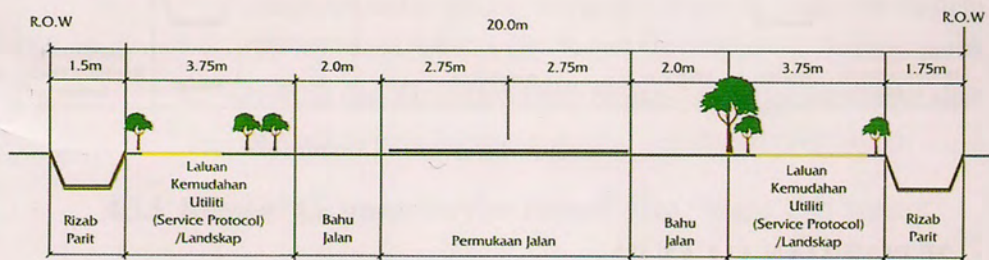 R.O.W
R.O.W
20.0m
1.5m 3.75m 2.0m 2.75m 2.75m 2.0m 3.75m 1.75m
Laluan
Kemudahan
Utiliti
(Service Protocol)
/Landskap
Laluan
Kemudahan
Utiliti
(Service Protocol)
/Landskap
Rizab
Parit
Bahu
Jalan
Permukaan Jalan
Bahu
Jalan
Rizab
Parit